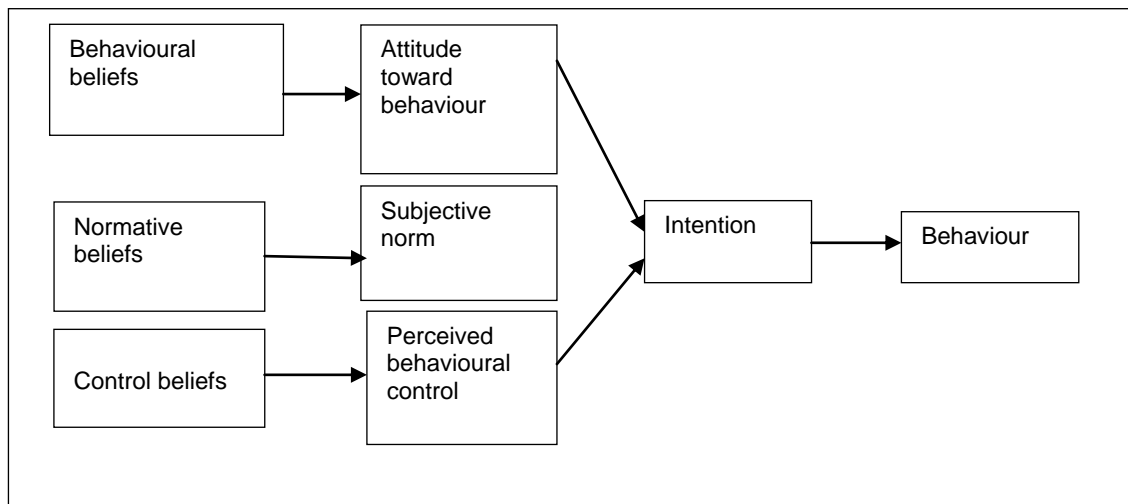 Behavioural
beliefs
Attitude
toward
behaviour
Normative
beliefs
Subjective
norm
Intention
Behaviour
Control beliefs
Perceived
behavioural
control